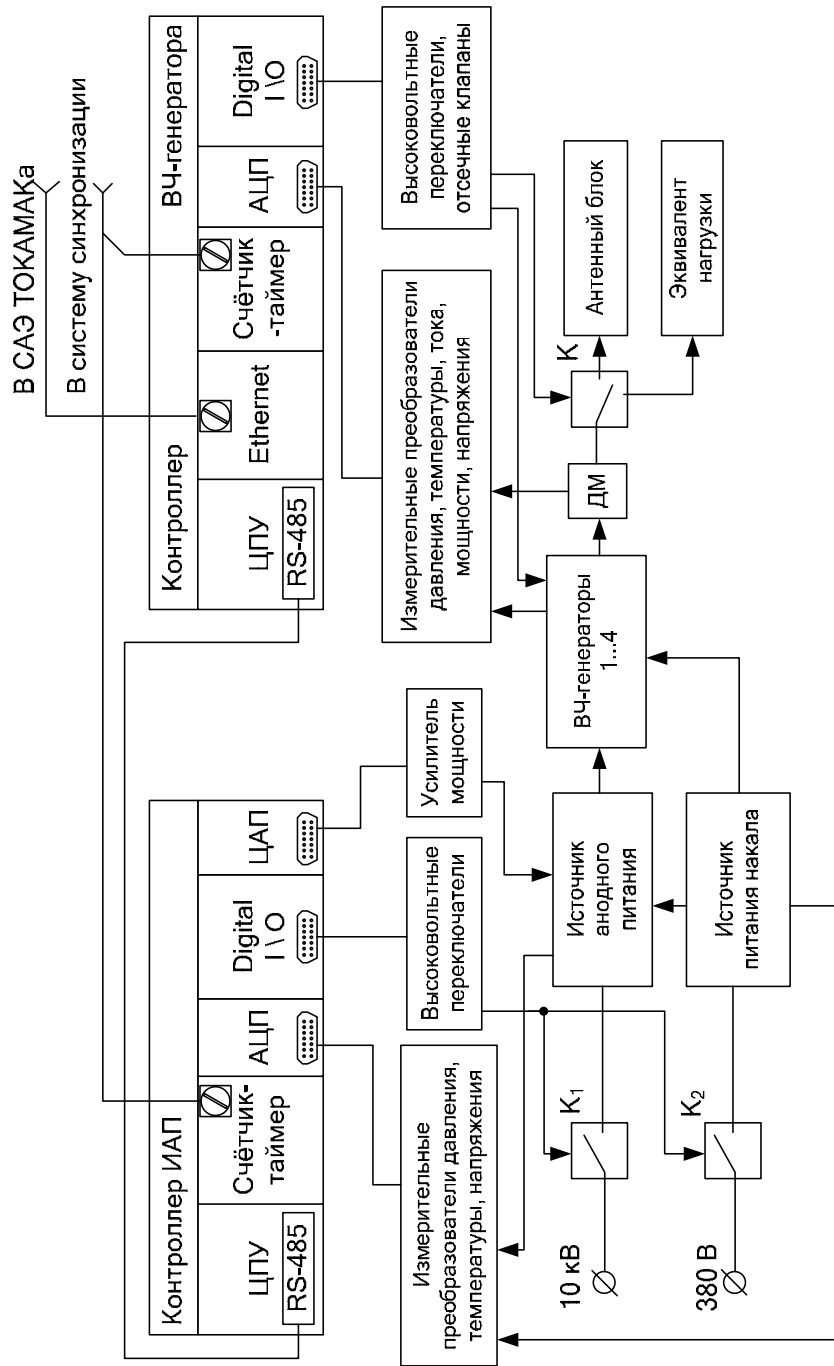 В САЭ ТОКАМАКа
В систему синхронизации
Контроллер ИАП
ЦПУ
RS-485
Счётчик-
таймер
АЦП
Digital
I \ O
ЦАП
Контроллер
ВЧ-генератора
ЦПУ
RS-485
Ethernet
Счётчик
-таймер
АЦП
Digital
I \O
Измерительные
преобразователи давления,
температуры, напряжения
Высоковольтные
переключатели
Усилитель
мощности
Измерительные преобразователи
давления, температуры, тока,
мощности, напряжения
Высоковольтные
переключатели,
отсечные клапаны
10 кВ
K1
Источник
анодного
питания
ВЧ-генераторы
1...4
ДМ
К
Антенный блок
Эквивалент
нагрузки
380 В
K2
Источник
питания накала